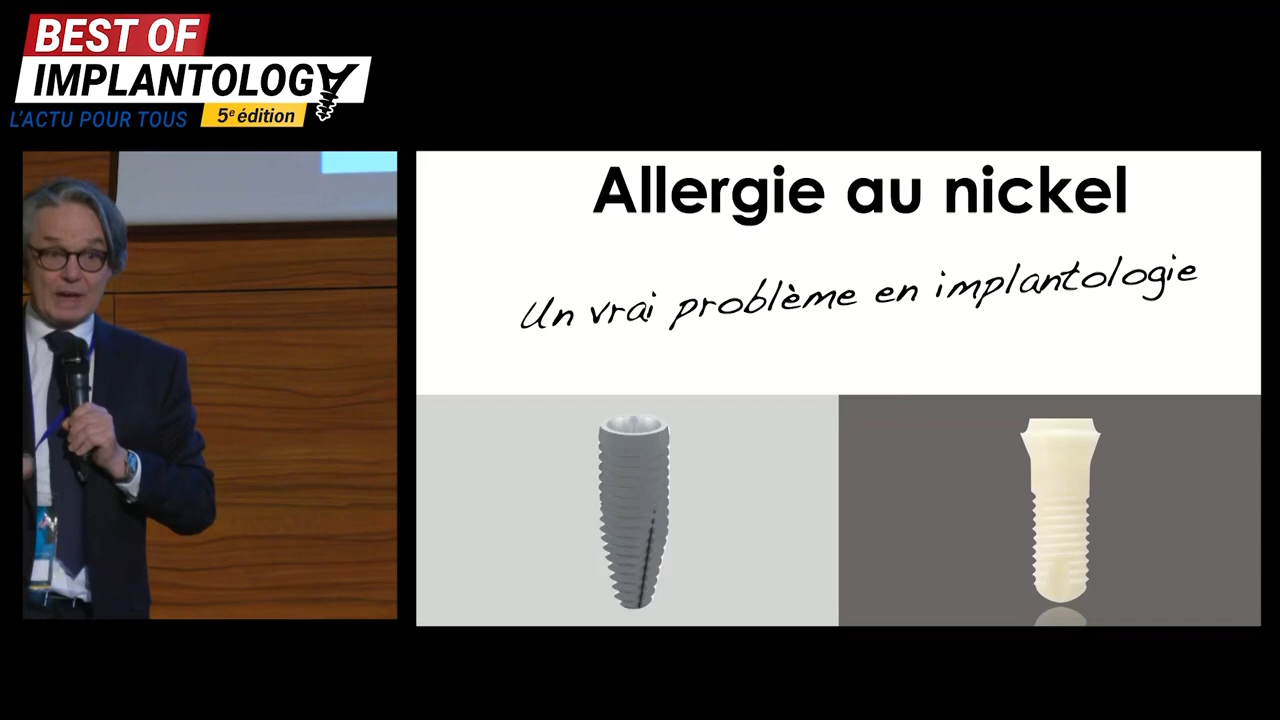 BEST OF
IMPLANTOLOGY
L'ACTU POUR TOUS
5e édition
Allergie au nickel
Un vrai problème en implantologie